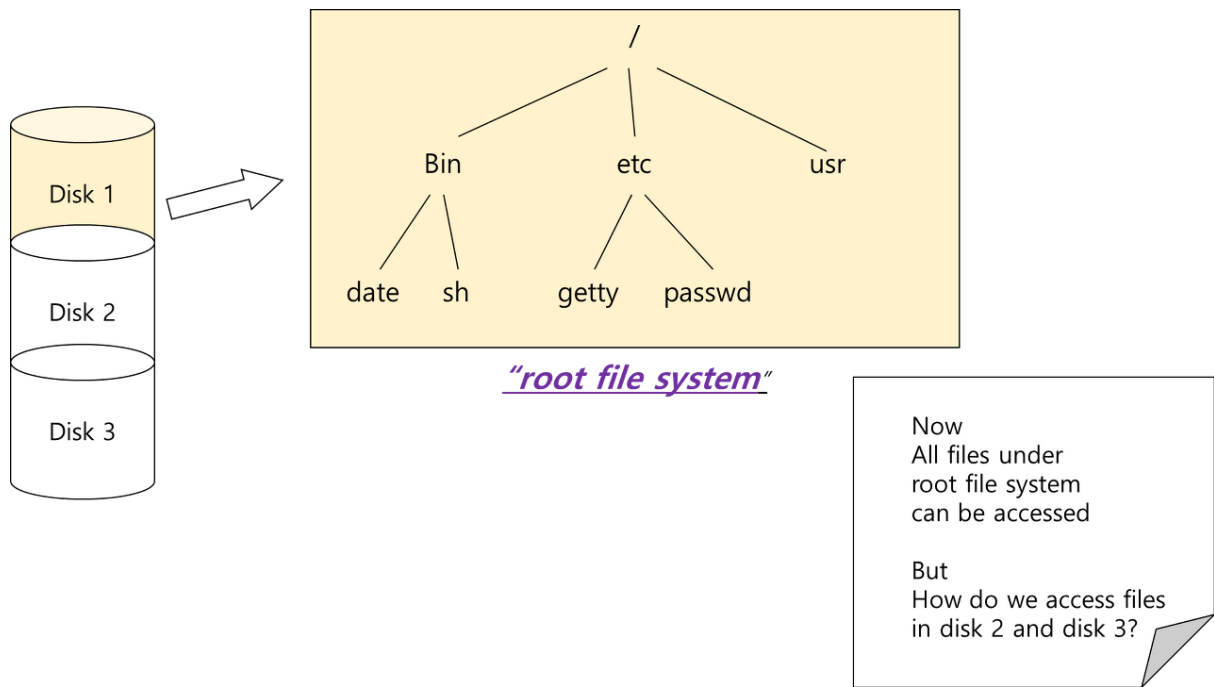 /
Bin etc usr
Disk 1
date sh getty passwd
Disk 2
“root file system”
Disk 3
Now
All files under
root file system
can be accessed
But
How do we access files
in disk 2 and disk 3?